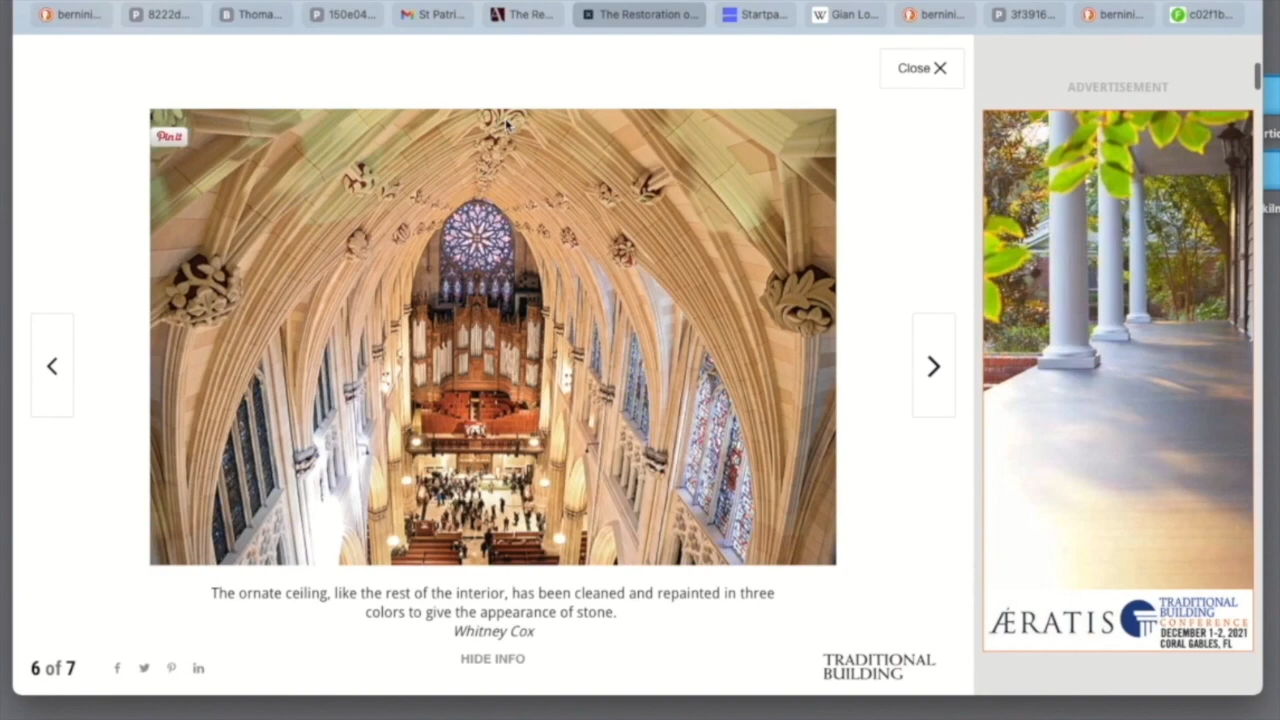 bernini...
8222d...
Thoma...
150e04...
St Patri...
The Re...
The Restoration o...
Startpa...
Gian Lo...
bernini...
3f3916...
bernini...
c02f1b...
Close
ADVERTISEMENT
Pin it
The ornate ceiling, like the rest of the interior, has been cleaned and repainted in three
colors to give the appearance of stone.
Whitney Cox
HIDE INFO
6 of 7
TRADITIONAL
BUILDING
ÆRATIS
TRADITIONAL
BUILDING
CONFERENCE
DECEMBER 1-2, 2021
CORAL GABLES, FL